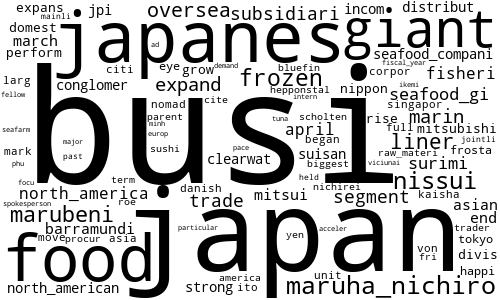 expans jpi oversea subsidiari incom distribut
mainli ad
domest japanes giant
march
perform
citi eye grow frozen seafood_compani
fiscal_year
bluefin corpor fisheri
demand
larg conglomer expand hepponstal nippon seafood_gi
fellow nomad cite intern ikemi singapor
parent april rise full marin
minh scholten mitsubishi
seafarm europ tuna began liner jointli
major sushi pace suisan raw_materi frosta
mark past clearwat biggest surimi
phu viciunai
focu term danish held nichirei nissui
north_america roe trade mitsui segment kaisha asian
spokesperson end
marubeni busi japan
barramundi particular acceler trader
move procur asia yen tokyo
food von divis
fri
north_american america unit happi
strong ito maruha_nichiro